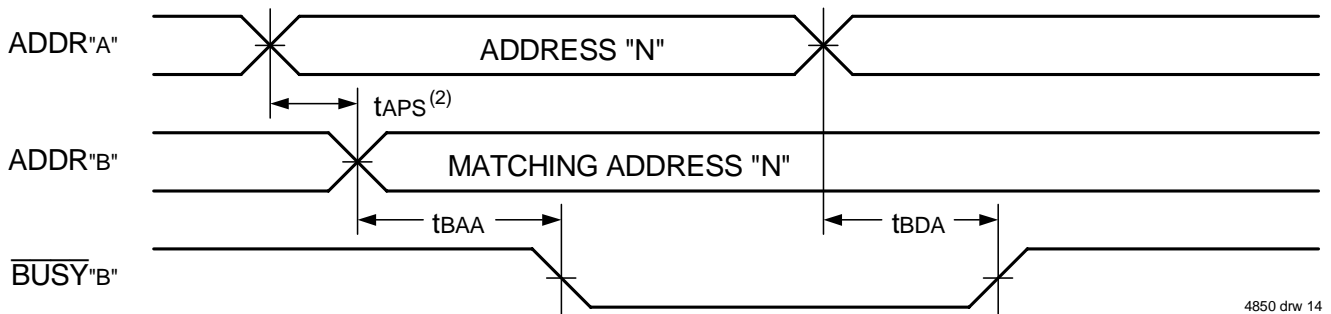 ADDR"A"
ADDRESS "N"
tAPS(2)
ADDR"B"
MATCHING ADDRESS "N"
tBAA
tBDA
BUSY"B"
4850 drw 14